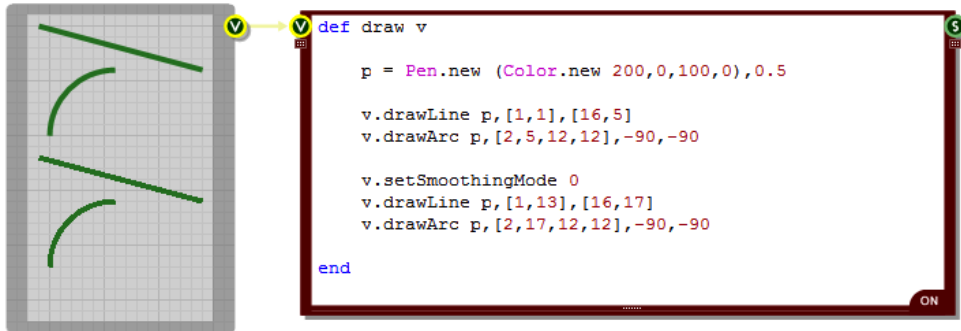 V
V
S
def draw v
p = Pen.new (Color.new 200,0,100,0),0.5
v.drawLine p,[1,1],[16,5]
v.drawArc p,[2,5,12,12],-90,-90
v.setSmoothingMode 0
v.drawLine p,[1,13],[16,17]
v.drawArc p,[2,17,12,12],-90,-90
end
ON